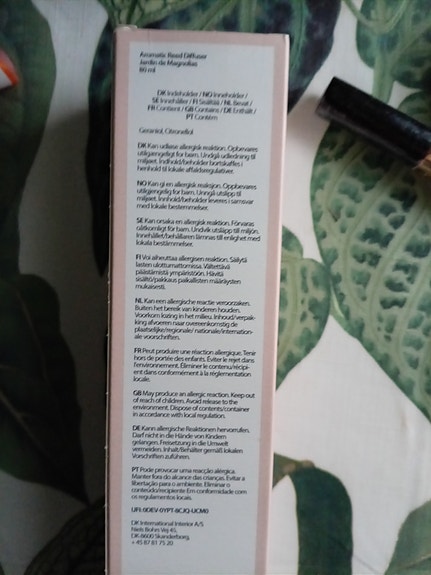 Aromatic Reed Diffuser
Jardin de Magnolias
80 ml
DK Indeholder / NO Inneholder /
SE Innehåller / FI Sisältää / NL Bevat /
FR Contient / GB Contains / DE Enthält /
PT Contém
Geraniol, Citronellol
DK Kan udløse allergisk reaktion. Opbevares
utilgængeligt for børn. Undgå udledning til
miljøet. Indhold/beholder bortskaffes i
henhold til lokale affaldsregulativer.
NO Kan gi en allergisk reaksjon. Oppbevares
utilgjengelig for barn. Unngå utslipp til
miljøet. Innhold/beholder leveres i samsvar
med lokale bestemmelser.
SE Kan orsaka en allergisk reaktion. Förvaras
oåtkomligt för barn. Undvik utsläpp till miljön.
Innehållet/behållaren lämnas till enlighet med
lokala bestämmelser.
FI Voi aiheuttaa allergisen reaktion. Säilytä
lasten ulottumattomissa. Vältettävä
päästämistä ympäristöön. Hävitä
sisältö/pakkaus paikallisten määräysten
mukaisesti.
NL Kan een allergische reactie veroorzaken.
Buiten het bereik van kinderen houden.
Voorkom lozing in het milieu. Inhoud/verpak-
king afvoeren naar overeenkomstig de
plaatselijke/regionale/ nationale/internation-
ale voorschriften.
FR Peut produire une réaction allergique. Tenir
hors de portée des enfants. Éviter le rejet dans
l'environnement. Éliminer le contenu/récipi-
ent dans conformément à la réglementation
locale.
GB May produce an allergic reaction. Keep out
of reach of children. Avoid release to the
environment. Dispose of contents/container
in accordance with local regulation.
DE Kann allergische Reaktionen hervorrufen.
Darf nicht in die Hände von Kindern
gelangen. Freisetzung in die Umwelt
vermeiden. Inhalt/Behälter gemäß lokalen
Vorschriften zuführen.
PT Pode provocar uma reacção alérgica.
Manter fora do alcance das crianças. Evitar a
libertação para o ambiente. Eliminar o
conteúdo/recipiente Em conformidade com
os regulamentos locais.
UFI: 0DEV-0YPT-8CJQ-UCM0
DK International Interior A/S
Niels Bohrs Vej 45,
DK-8600 Skanderborg,
+ 45 87 81 75 20